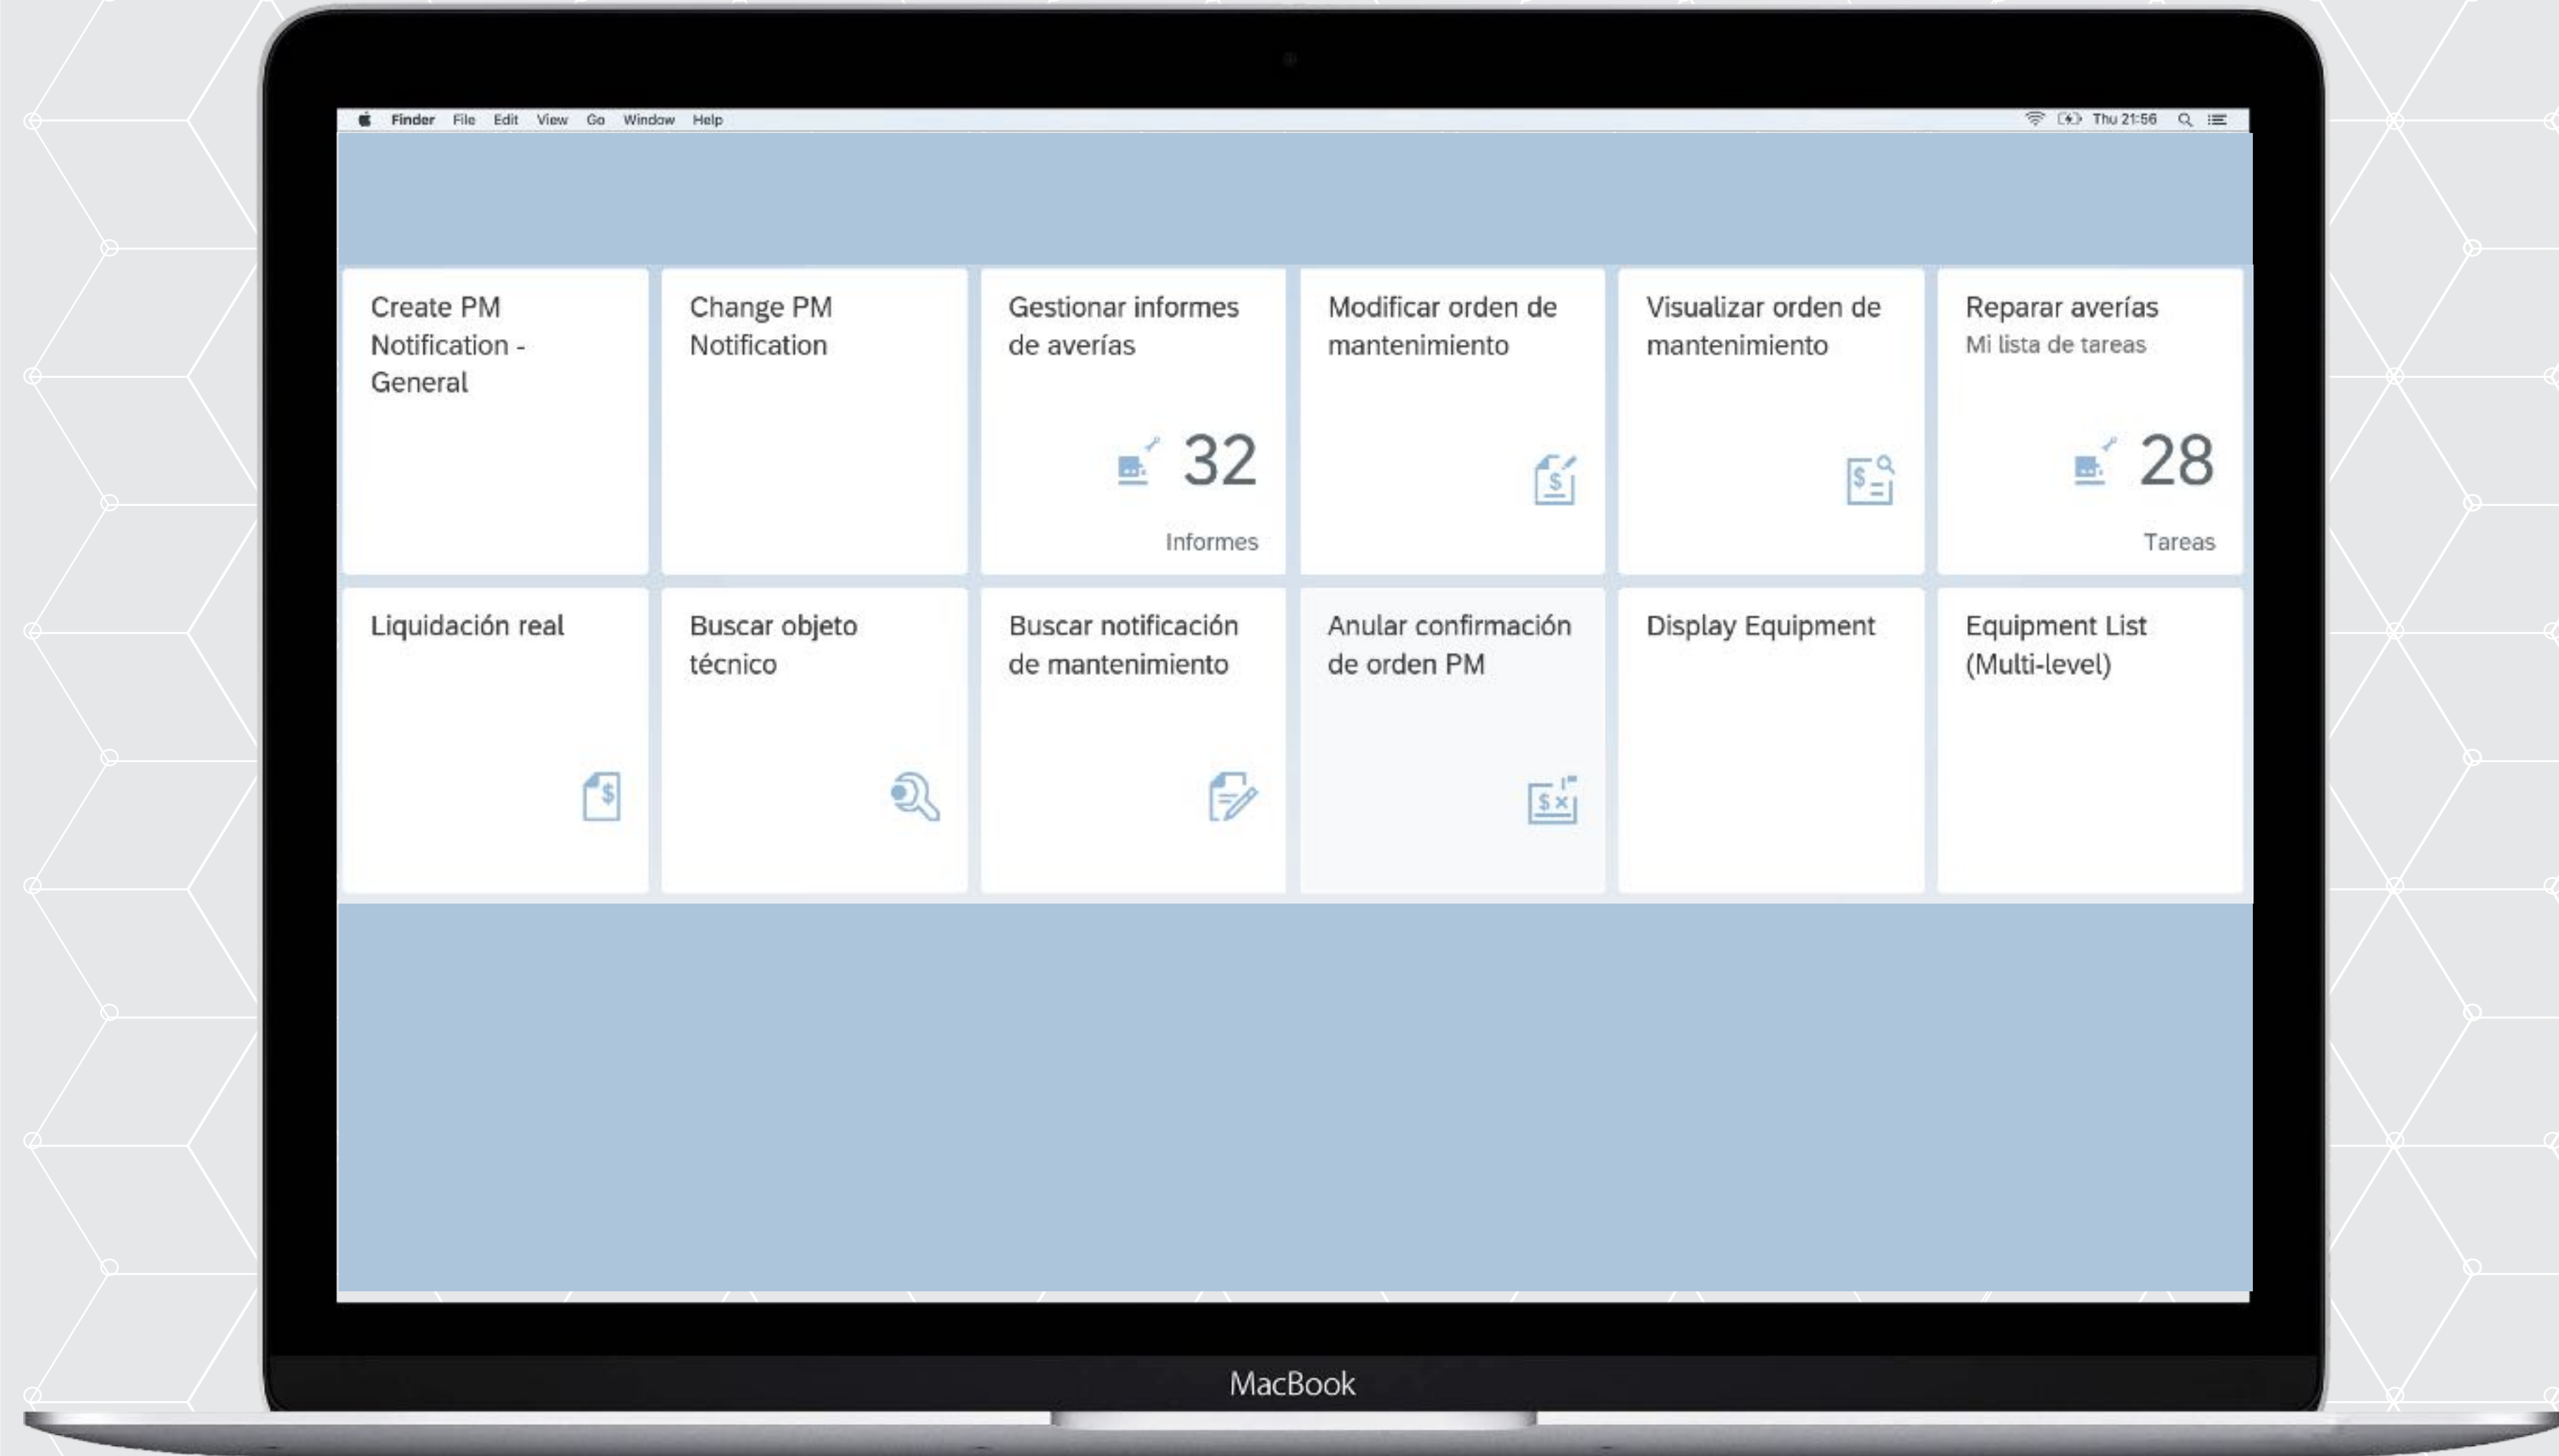 Finder File Edit View Go Window Help
Thu 21:56
Create PM
Notification -
General
Change PM
Notification
Gestionar informes
de averías
32
Informes
Modificar orden de
mantenimiento
$
Visualizar orden de
mantenimiento
$
Reparar averías
Mi lista de tareas
28
Tareas
Liquidación real
$
Buscar objeto
técnico
Buscar notificación
de mantenimiento
Anular confirmación
de orden PM
$
Display Equipment
Equipment List
(Multi-level)
MacBook